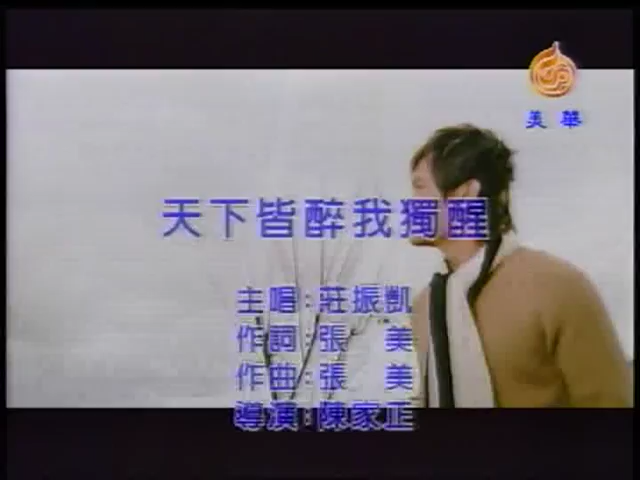 美華
天下皆醉我獨醒
主唱:莊振凱
作詞:張 美
作曲:張 美
導演:陳家正